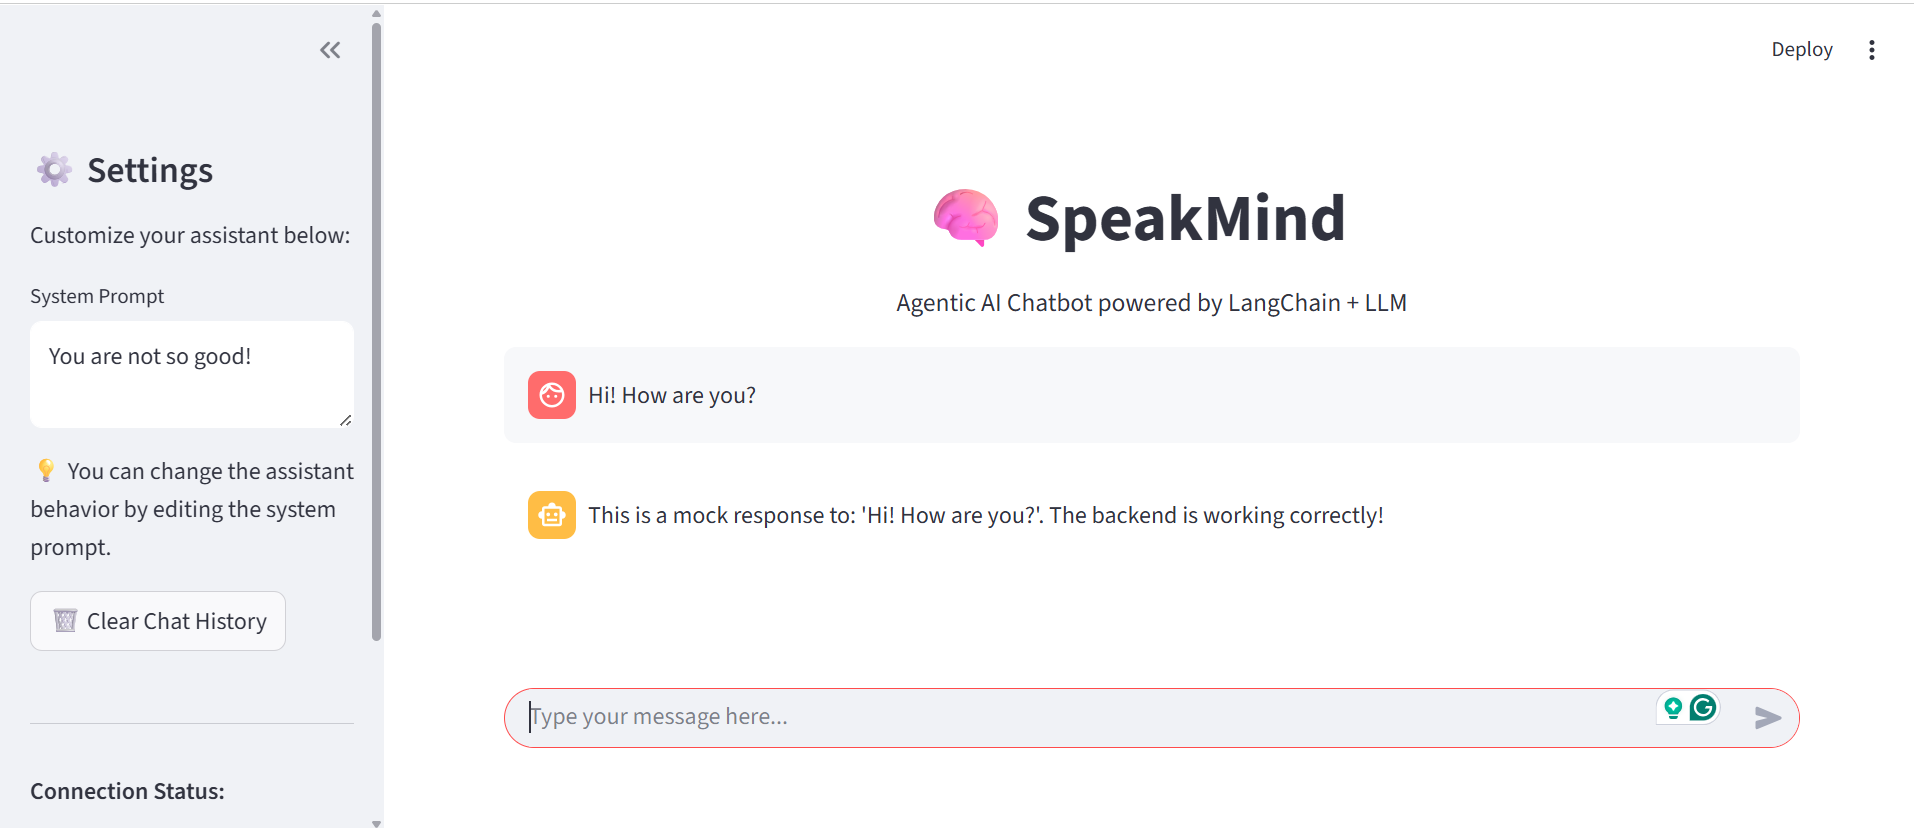 Settings
Customize your assistant below:
System Prompt
You are not so good!
💡 You can change the assistant
behavior by editing the system
prompt.
Clear Chat History
Connection Status:
Deploy
SpeakMind
Agentic AI Chatbot powered by LangChain + LLM
Hi! How are you?
This is a mock response to: 'Hi! How are you?'. The backend is working correctly!
Type your message here...